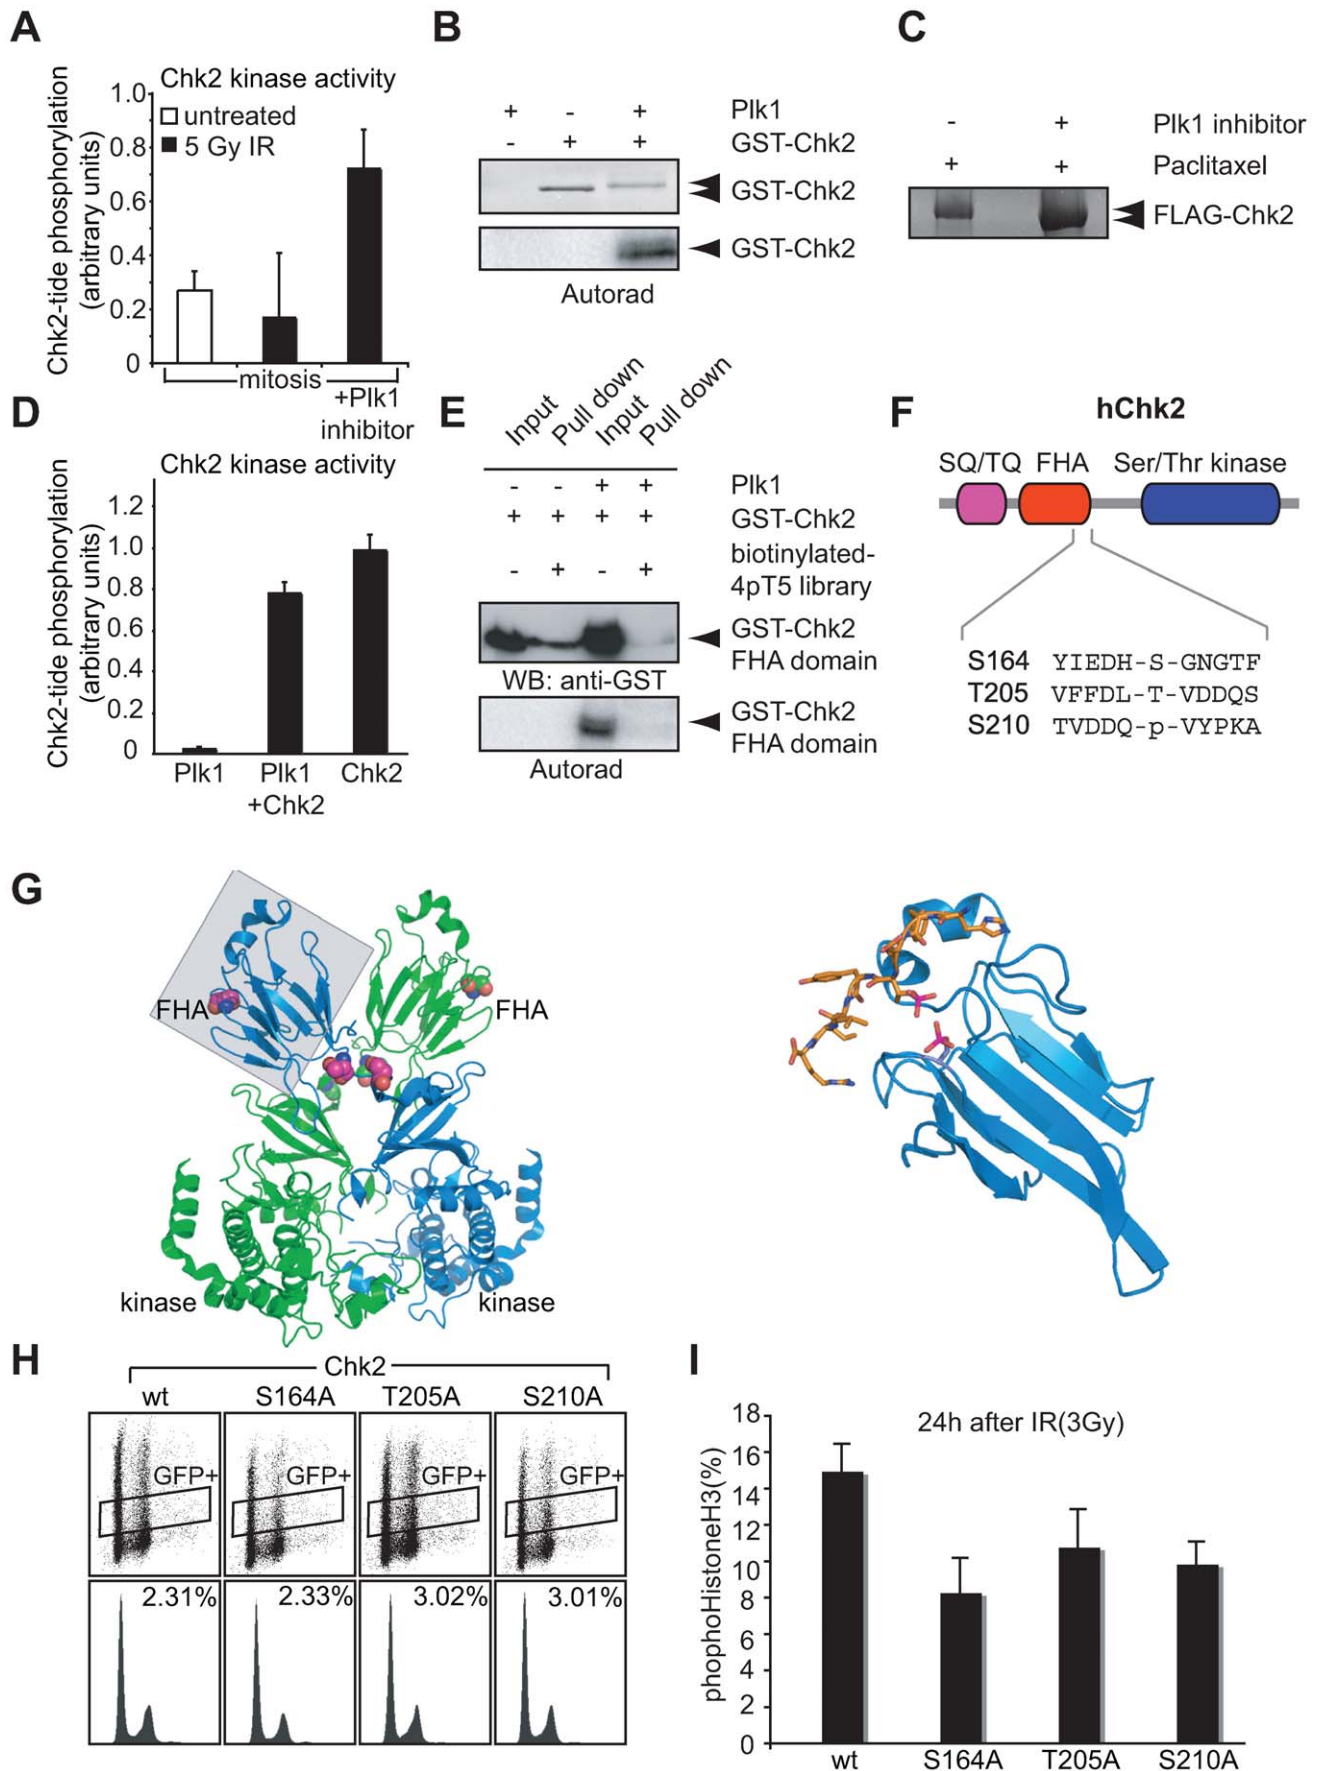 A
Chk2 kinase activity
untreated
5 Gy IR
Chk2-tide phosphorylation
(arbitrary units)
1.0
0.8
0.6
0.4
0.2
0
mitosis
+Plk1
inhibitor
B
+ - + Plk1
- + + GST-Chk2
GST-Chk2
GST-Chk2
Autorad
C
- + Plk1 inhibitor
+ + Paclitaxel
FLAG-Chk2
D
Chk2 kinase activity
Chk2-tide phosphorylation
(arbitrary units)
1.2
1.0
0.8
0.6
0.4
0.2
0
Plk1 Plk1 Chk2
+Chk2
E
Input Pull down Input Pull down
- - + + Plk1
+ + + + GST-Chk2
biotinylated-
- + - + 4pT5 library
GST-Chk2
FHA domain
WB: anti-GST
GST-Chk2
FHA domain
Autorad
F
hChk2
SQ/TQ FHA Ser/Thr kinase
S164 YIEDH-S-GNGTF
T205 VFFDL-T-VDDQS
S210 TVDDQ-p-VYPKA
G
FHA FHA
kinase kinase
H
Chk2
wt S164A T205A S210A
GFP+ GFP+ GFP+ GFP+
2.31% 2.33% 3.02% 3.01%
I
24h after IR(3Gy)
phophoHistoneH3(%)
18
16
14
12
10
8
6
4
2
0
wt S164A T205A S210A